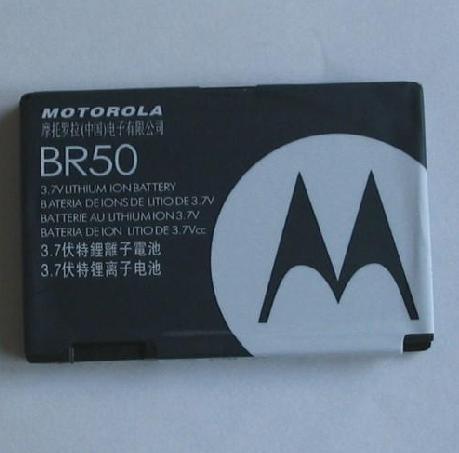 MOTOROLA
摩托罗拉(中国)电子有限公司
BR50
3.7V LITHIUM ION BATTERY
BATERIA DE IONS DE LITIO DE 3.7V
BATTERIE AU LITHIUM ION 3.7V
BATERIA DE ION LITIO DE 3.7Vcc
3.7伏特鋰離子電池
3.7伏特锂离子电池